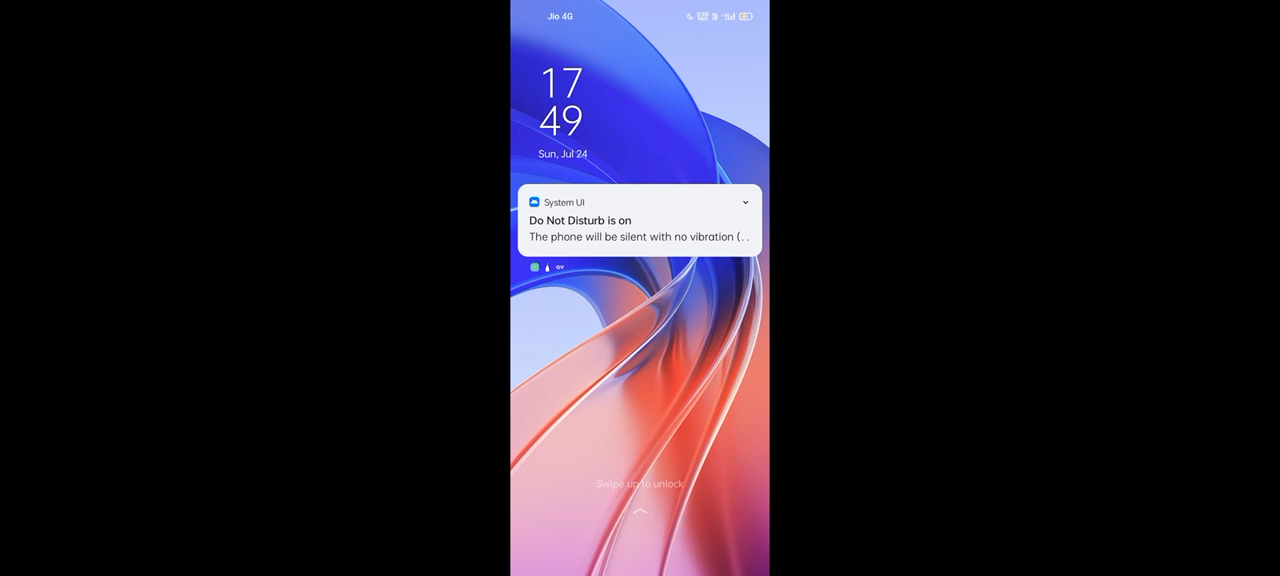 Jio 4G
17
49
Sun, Jul 24
System UI
Do Not Disturb is on
The phone will be silent with no vibration (. .
Swipe up to unlock